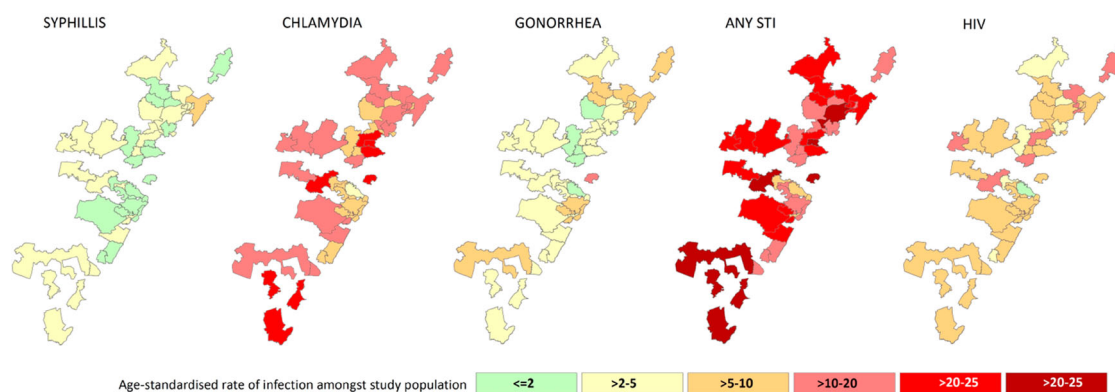 SYPHILLIS CHLAMYDIA GONORRHEA ANY STI HIV
Age-standardised rate of infection amongst study population <=2 >2-5 >5-10 >10-20 >20-25 >20-25